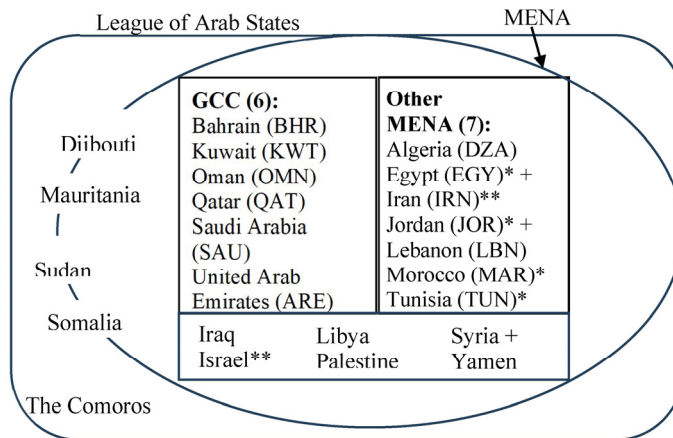 League of Arab States
MENA
GCC (6):
Bahrain (BHR)
Kuwait (KWT)
Oman (OMN)
Qatar (QAT)
Saudi Arabia
(SAU)
United Arab
Emirates (ARE)
Other
MENA (7):
Algeria (DZA)
Egypt (EGY)* +
Iran (IRN)**
Jordan (JOR)* +
Lebanon (LBN)
Morocco (MAR)*
Tunisia (TUN)*
Djibouti
Mauritania
Sudan
Somalia
The Comoros
Iraq Libya Syria +
Israel** Palestine Yamen